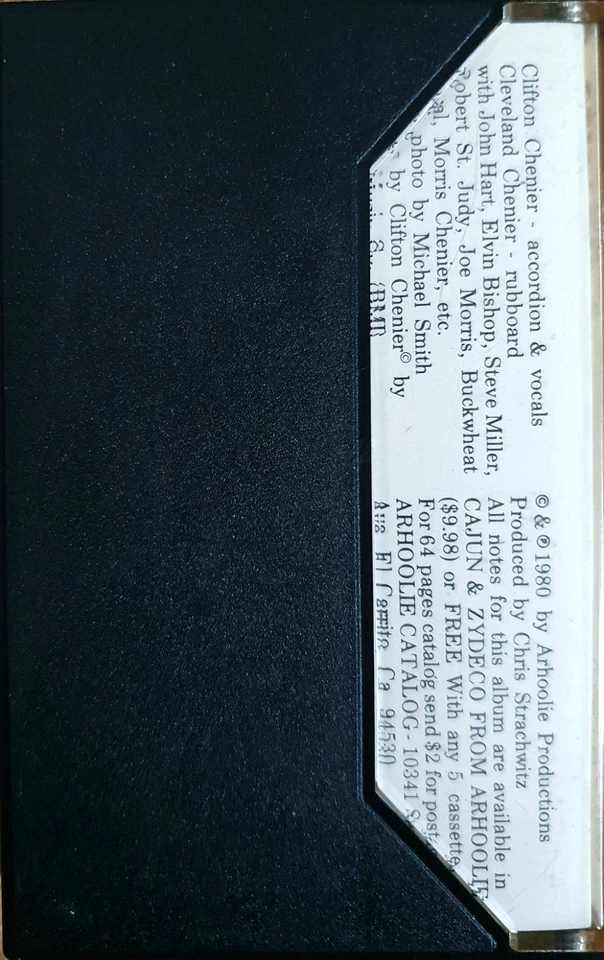 Clifton Chenier - accordion & vocals
Cleveland Chenier - rubboard
with John Hart, Elvin Bishop, Steve Miller,
Robert St. Judy, Joe Morris, Buckwheat
Morris Chenier, etc.
photo by Michael Smith
by Clifton Chenier© by
© & ℗ 1980 by Arhoolie Productions
Produced by Chris Strachwitz
All notes for this album are available in
CAJUN & ZYDECO FROM ARHOOLIE
($9.98) or FREE With any 5 cassette
For 64 pages catalog send $2 for post
ARHOOLIE CATALOG - 10341
Ave El Cerrito Ca 94530